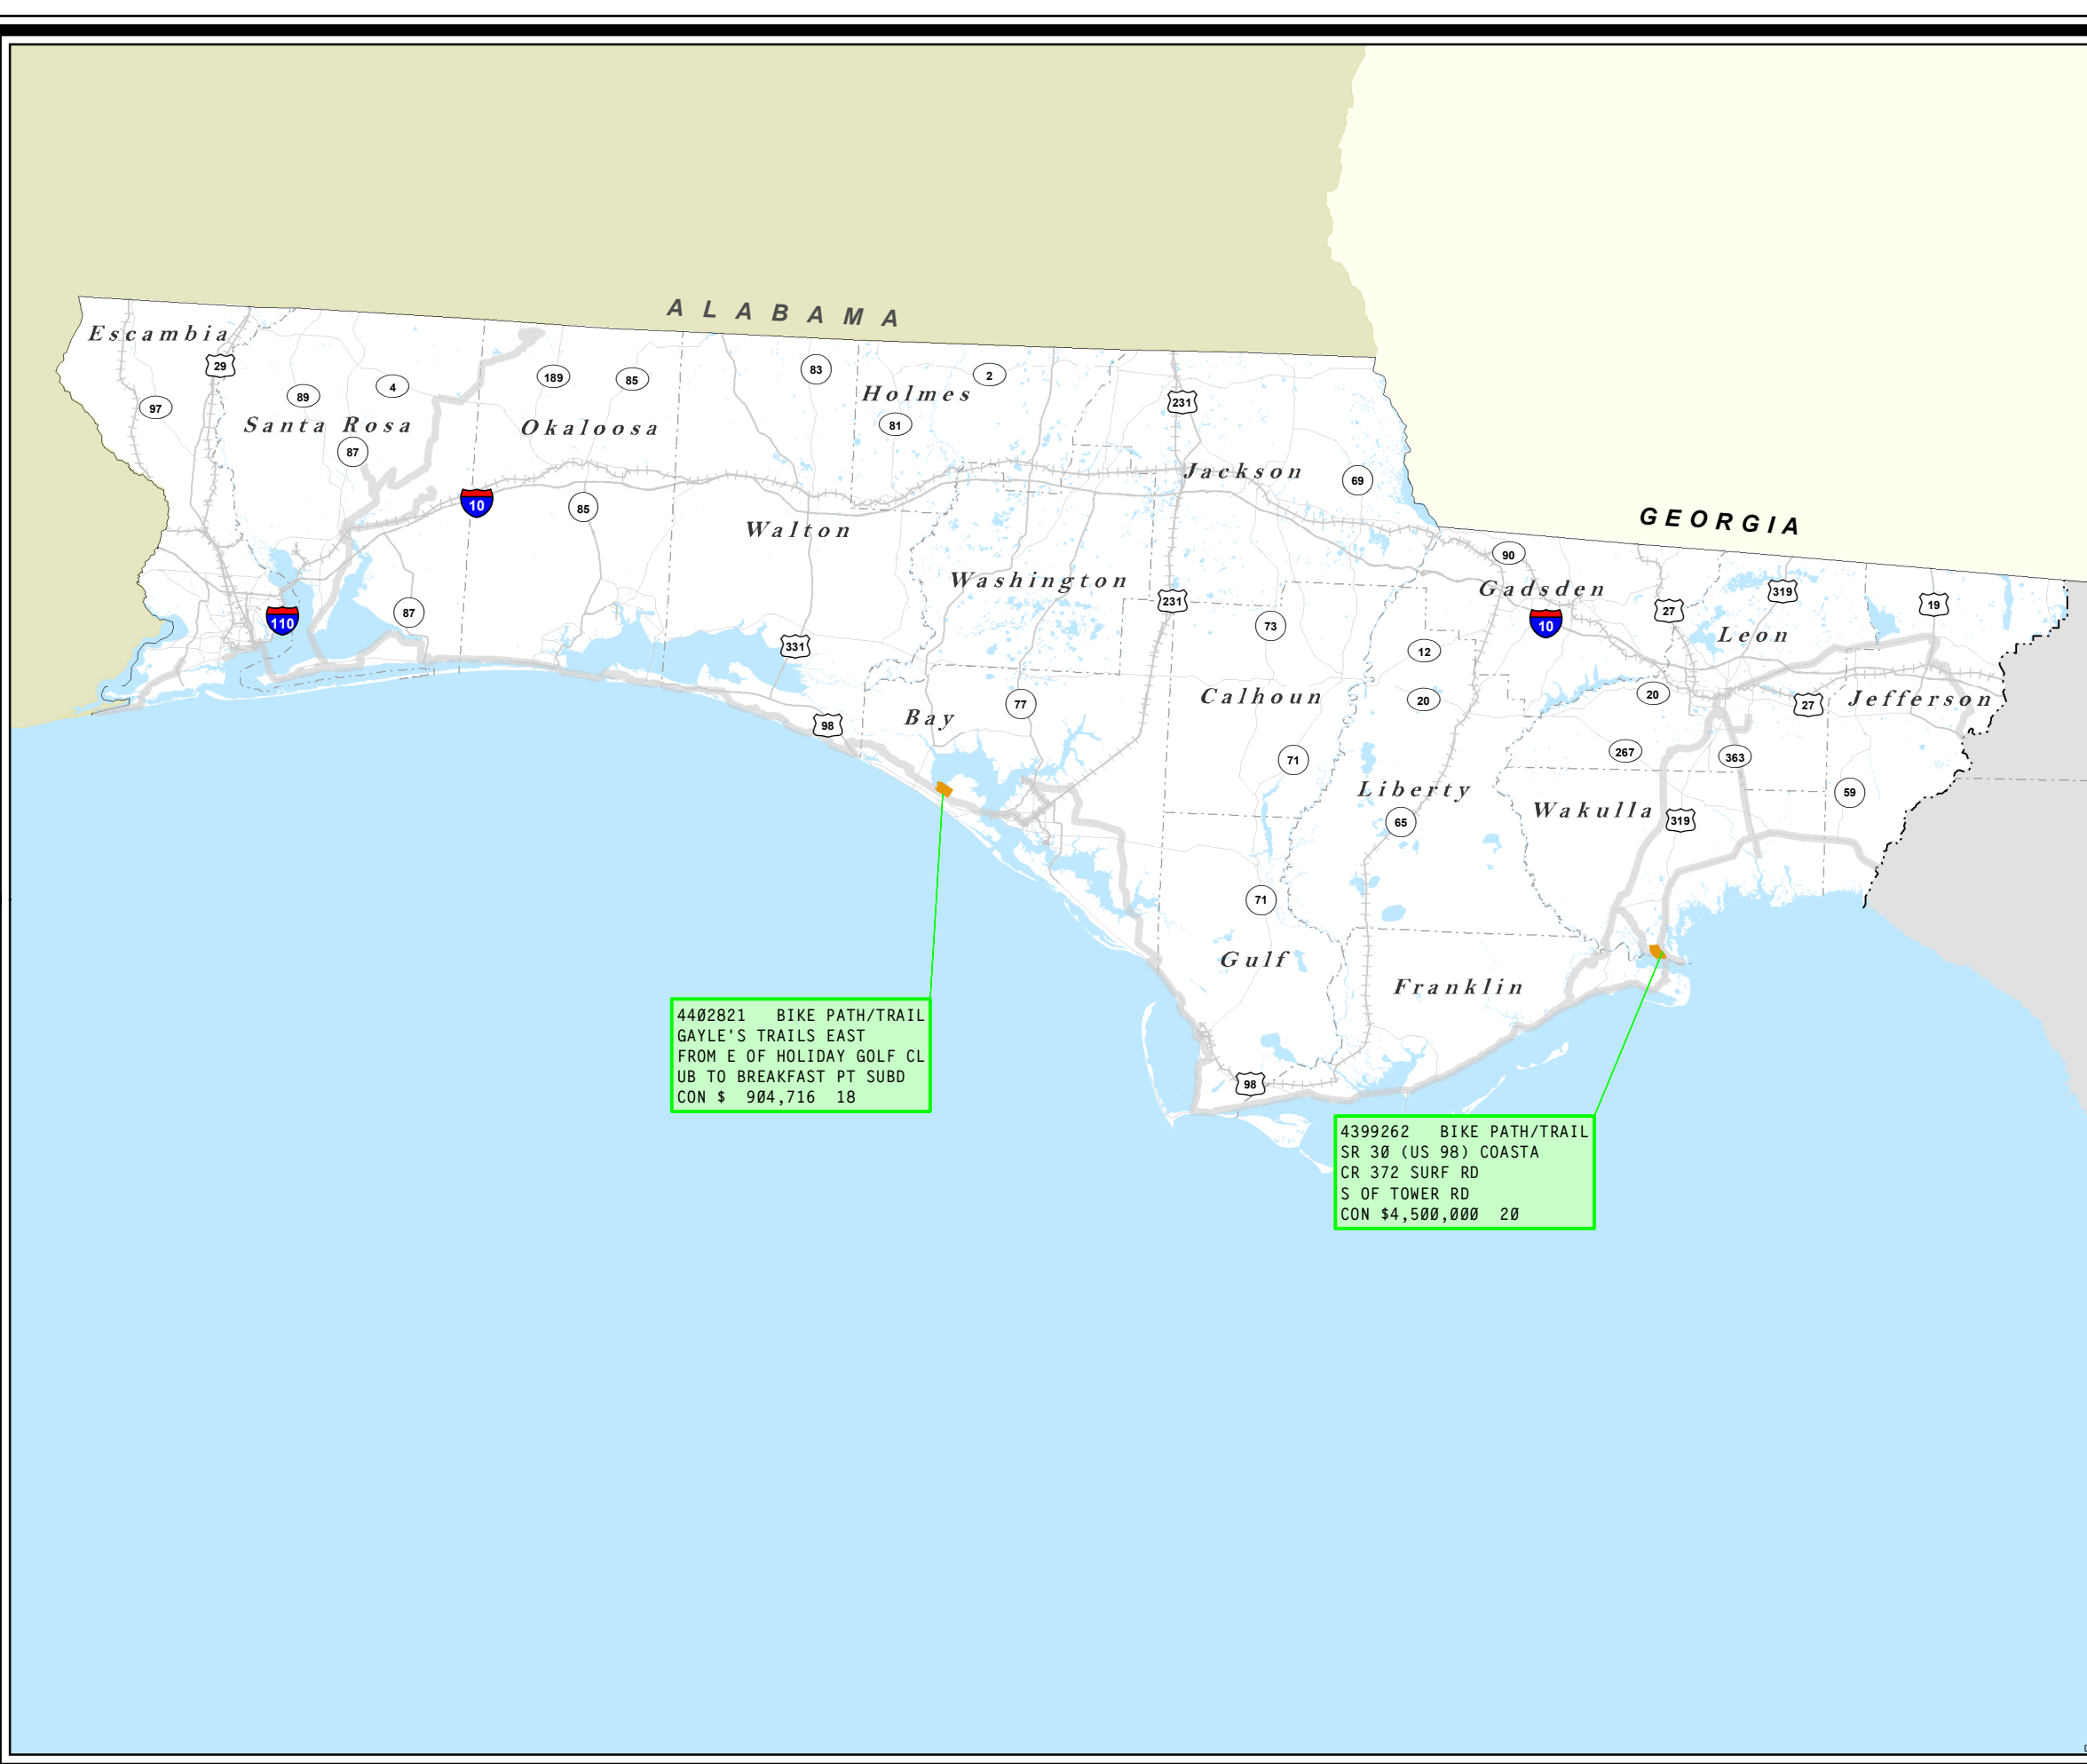 ALABAMA
Escambia
29
83
2
189
85
4
89
Holmes
231
97
81
Santa Rosa
Okaloosa
87
Jackson
69
10
85
Walton
GEORGIA
90
Washington
Gadsden
319
231
19
27
87
110
10
73
Leon
331
12
Calhoun
20
20
Jefferson
77
27
Bay
98
267
363
71
Liberty
59
Wakulla
65
319
71
Gulf
Franklin
4402821 BIKE PATH/TRAIL
GAYLE'S TRAILS EAST
FROM E OF HOLIDAY GOLF CL
UB TO BREAKFAST PT SUBD
CON $ 904,716 18
98
4399262 BIKE PATH/TRAIL
SR 30 (US 98) COASTA
CR 372 SURF RD
S OF TOWER RD
CON $4,500,000 20